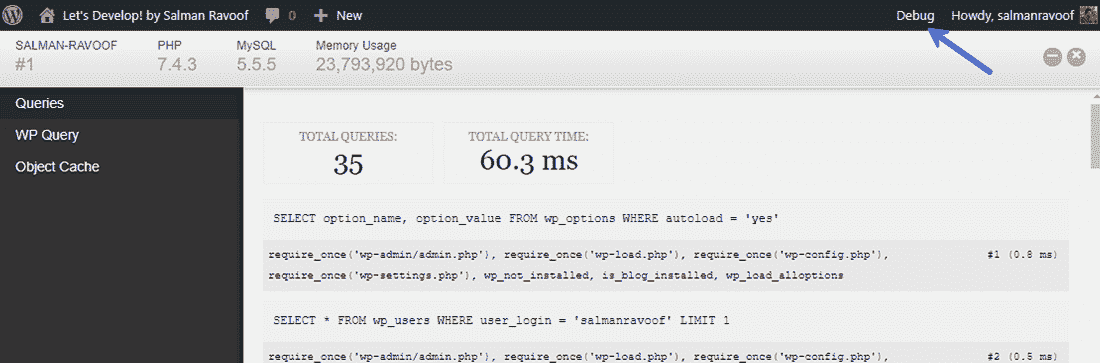 Let's Develop! by Salman Ravoof 0 New Debug Howdy, salmanravoof
SALMAN-RAVOOF PHP MySQL Memory Usage
#1 7.4.3 5.5.5 23,793,920 bytes
Queries
WP Query
Object Cache
TOTAL QUERIES: TOTAL QUERY TIME:
35 60.3 ms
SELECT option_name, option_value FROM wp_options WHERE autoload = 'yes'
require_once('wp-admin/admin.php'), require_once('wp-load.php'), require_once('wp-config.php'), #1 (0.8 ms)
require_once('wp-settings.php'), wp_not_installed, is_blog_installed, wp_load_alloptions
SELECT * FROM wp_users WHERE user_login = 'salmanravoof' LIMIT 1
require_once('wp-admin/admin.php'), require_once('wp-load.php'), require_once('wp-config.php'), #2 (0.5 ms)